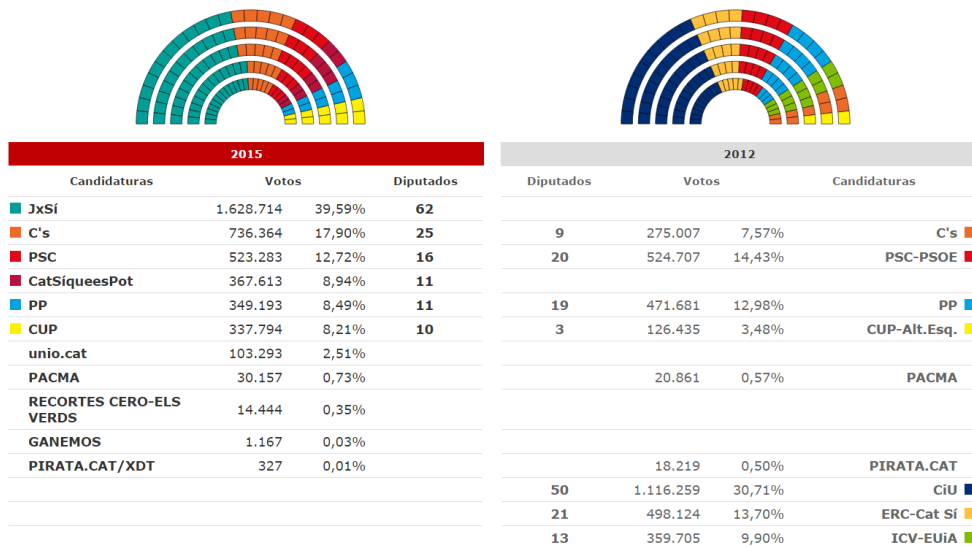 2015
Candidaturas Votos Diputados
JxSí 1.628.714 39,59% 62
C's 736.364 17,90% 25
PSC 523.283 12,72% 16
CatSíqueesPot 367.613 8,94% 11
PP 349.193 8,49% 11
CUP 337.794 8,21% 10
unio.cat 103.293 2,51%
PACMA 30.157 0,73%
RECORTES CERO-ELS
VERDS 14.444 0,35%
GANEMOS 1.167 0,03%
PIRATA.CAT/XDT 327 0,01%
2012
Diputados Votos Candidaturas
9 275.007 7,57% C's
20 524.707 14,43% PSC-PSOE
19 471.681 12,98% PP
3 126.435 3,48% CUP-Alt.Esq.
20.861 0,57% PACMA
18.219 0,50% PIRATA.CAT
50 1.116.259 30,71% CiU
21 498.124 13,70% ERC-Cat Sí
13 359.705 9,90% ICV-EUiA